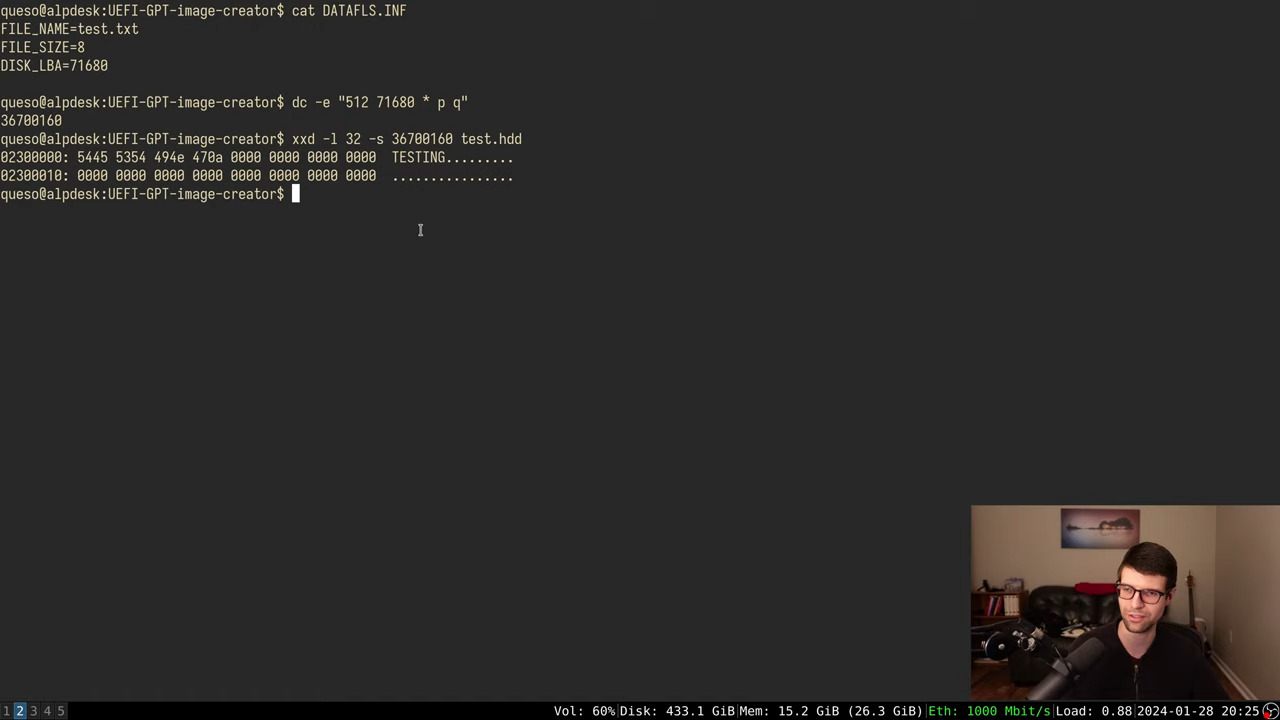 queso@alpdesk:UEFI-GPT-image-creator$ cat DATAFLS.INF
FILE_NAME=test.txt
FILE_SIZE=8
DISK_LBA=71680
queso@alpdesk:UEFI-GPT-image-creator$ dc -e "512 71680 * p q"
36700160
queso@alpdesk:UEFI-GPT-image-creator$ xxd -l 32 -s 36700160 test.hdd
02300000: 5445 5354 494e 470a 0000 0000 0000 0000  TESTING.........
02300010: 0000 0000 0000 0000 0000 0000 0000 0000  ................
queso@alpdesk:UEFI-GPT-image-creator$
1 2 3 4 5 Vol: 60%|Disk: 433.1 GiB|Mem: 15.2 GiB (26.3 GiB)|Eth: 1000 Mbit/s|Load: 0.88|2024-01-28 20:25